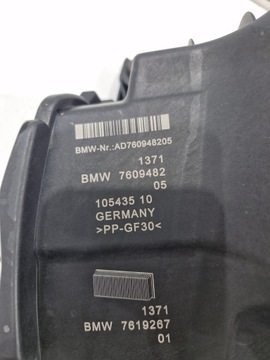 BMW-Nr.:AD760948205
1371
BMW 7609482
05
105435 10
GERMANY
>PP-GF30<
1371
BMW 7619267
01